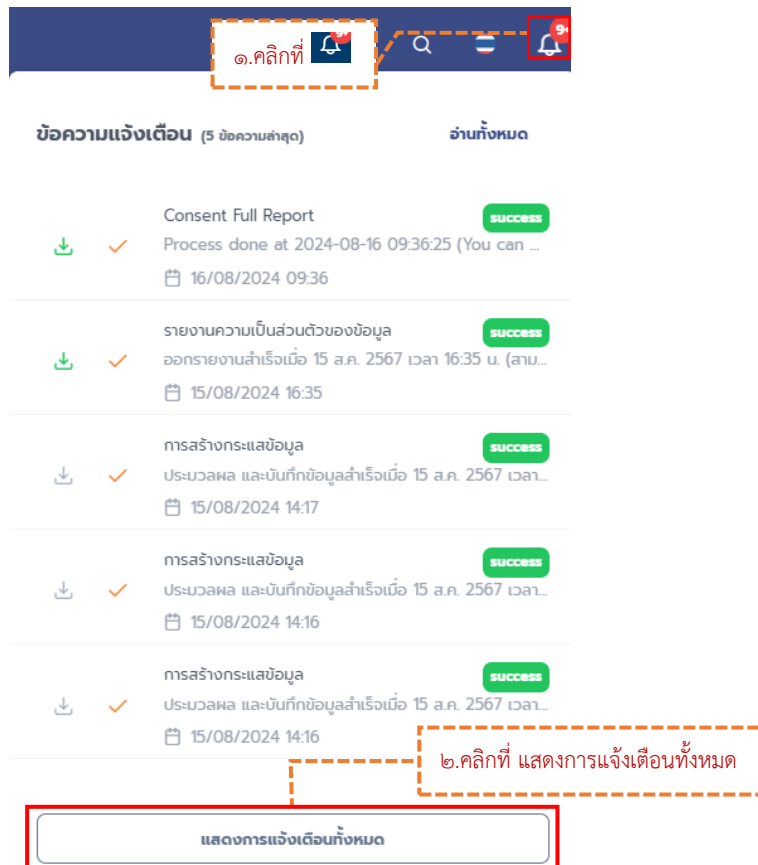 ๑.คลิกที่ 9+
9+
ข้อความแจ้งเตือน (5 ข้อความล่าสุด) อ่านทั้งหมด
Consent Full Report success
Process done at 2024-08-16 09:36:25 (You can ...
16/08/2024 09:36
รายงานความเป็นส่วนตัวของข้อมูล success
ออกรายงานสำเร็จเมื่อ 15 ส.ค. 2567 เวลา 16:35 น. (สาม...
15/08/2024 16:35
การสร้างกระแสข้อมูล success
ประมวลผล และบันทึกข้อมูลสำเร็จเมื่อ 15 ส.ค. 2567 เวลา...
15/08/2024 14:17
การสร้างกระแสข้อมูล success
ประมวลผล และบันทึกข้อมูลสำเร็จเมื่อ 15 ส.ค. 2567 เวลา...
15/08/2024 14:16
การสร้างกระแสข้อมูล success
ประมวลผล และบันทึกข้อมูลสำเร็จเมื่อ 15 ส.ค. 2567 เวลา...
15/08/2024 14:16
๒.คลิกที่ แสดงการแจ้งเตือนทั้งหมด
แสดงการแจ้งเตือนทั้งหมด